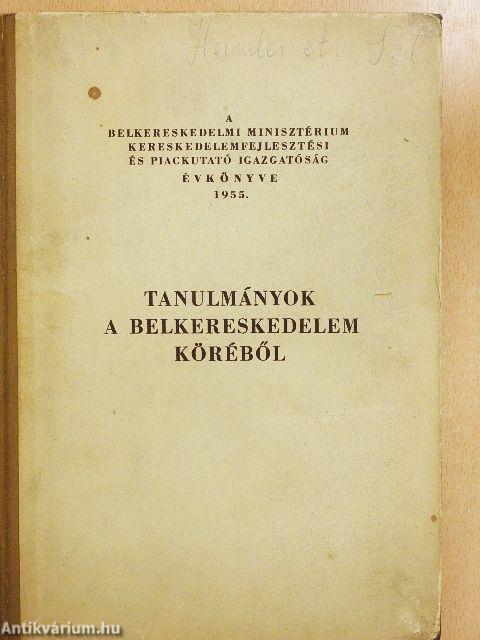 A
BELKERESKEDELMI MINISZTÉRIUM
KERESKEDELEMFEJLESZTÉSI
ÉS PIACKUTATÓ IGAZGATÓSÁG
ÉVKÖNYVE
1955.
TANULMÁNYOK
A BELKERESKEDELEM
KÖRÉBŐL
Antikvárium.hu